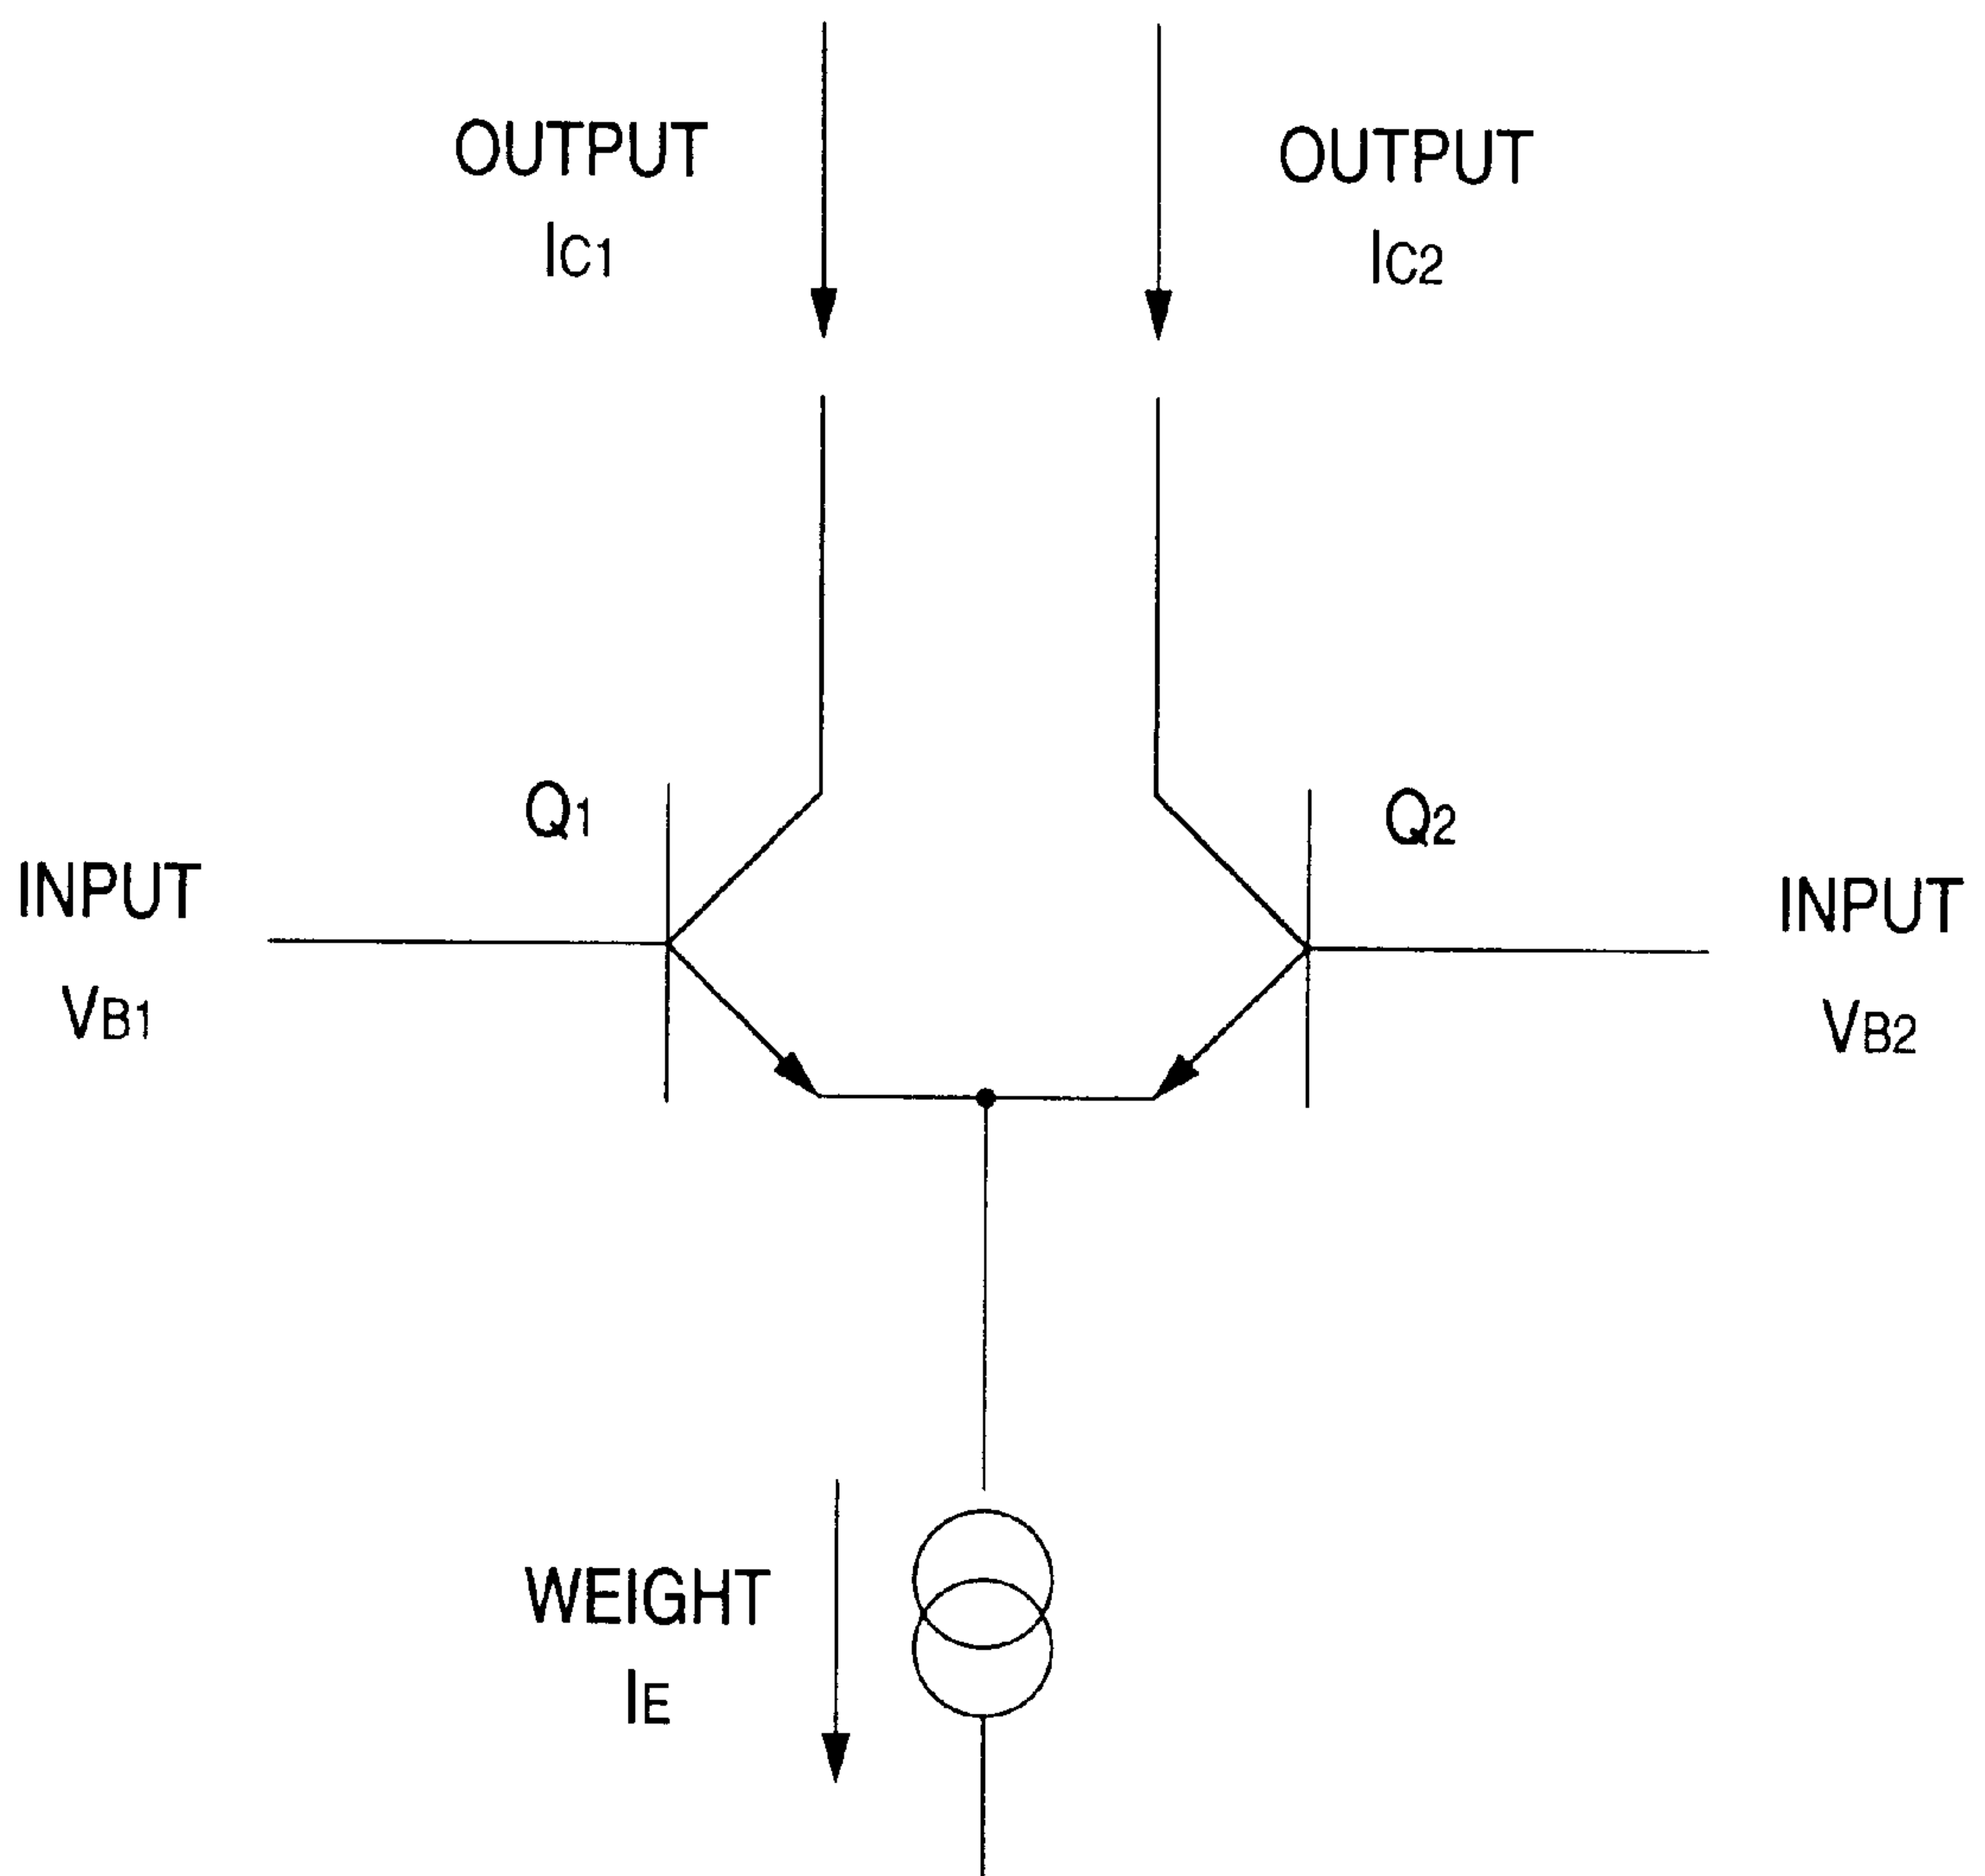 OUTPUT
IC1
OUTPUT
IC2
Q1
Q2
INPUT
VB1
INPUT
VB2
WEIGHT
IE